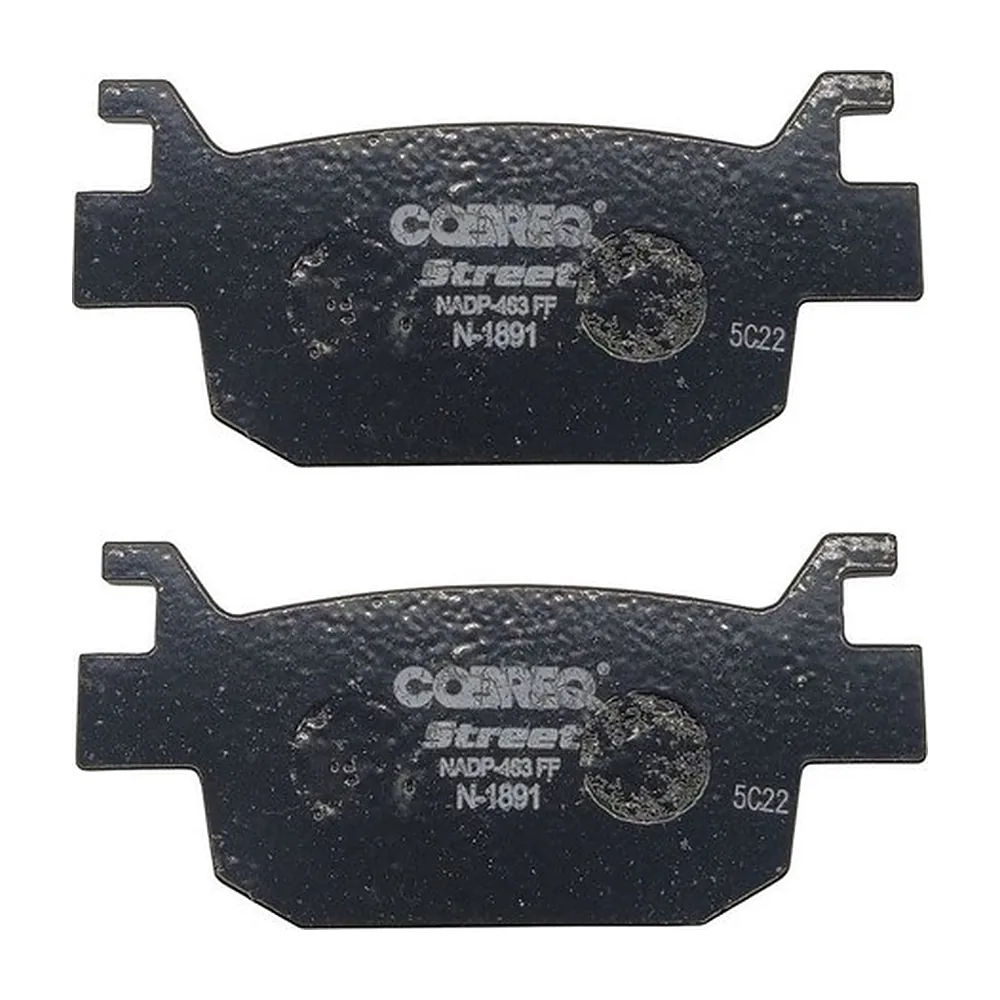 COBREQ®
Street
NADP-463 FF
N-1891
5C22
COBREQ®
Street
NADP-463 FF
N-1891
5C22